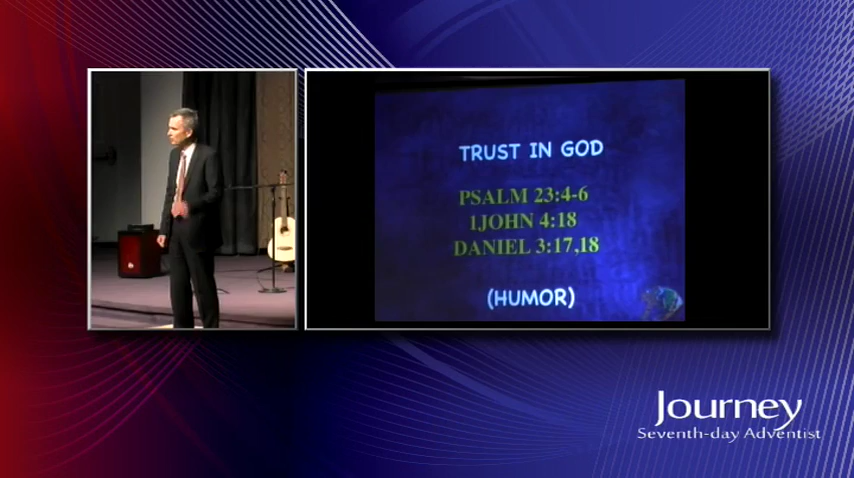 TRUST IN GOD
PSALM 23:4-6
1JOHN 4:18
DANIEL 3:17,18
(HUMOR)
Journey
Seventh-day Adventist